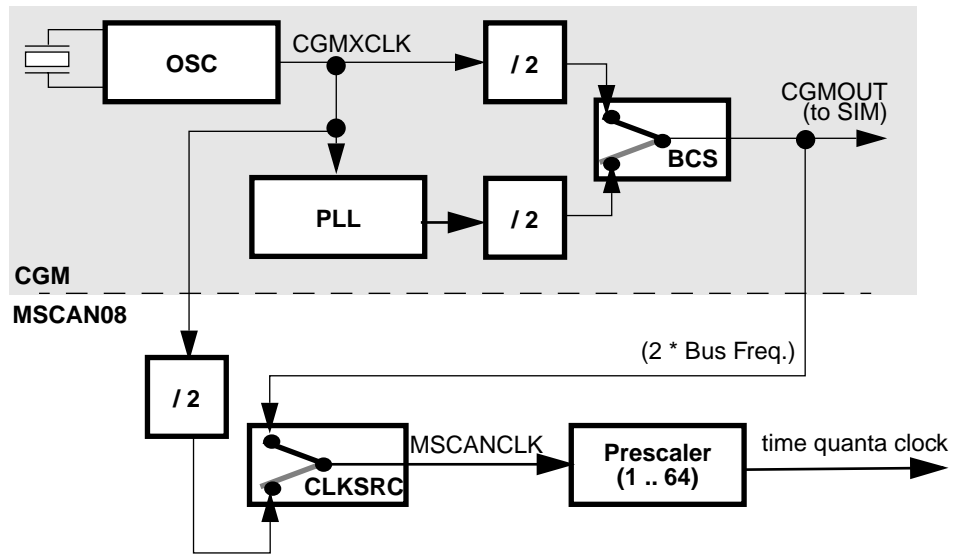 CGMXCLK
OSC
/ 2
CGMOUT
(to SIM)
BCS
PLL
/ 2
CGM
MSCAN08
(2 * Bus Freq.)
/ 2
MSCANCLK
CLKSRC
Prescaler
(1 .. 64)
time quanta clock